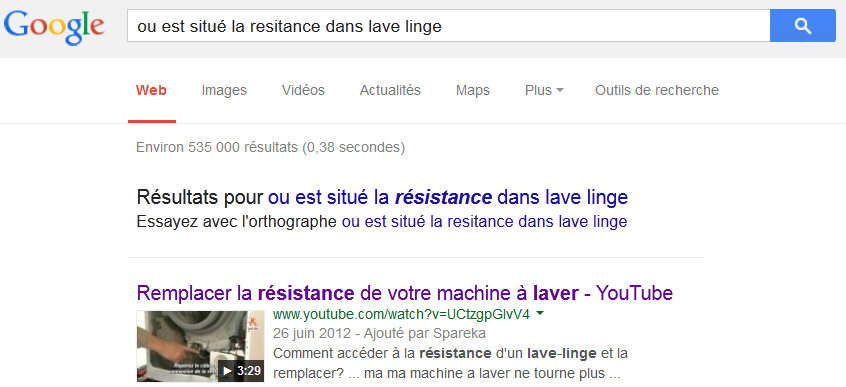 Google ou est situé la resitance dans lave linge
Web Images Vidéos Actualités Maps Plus Outils de recherche
Environ 535 000 résultats (0,38 secondes)
Résultats pour ou est situé la résistance dans lave linge
Essayez avec l'orthographe ou est situé la resitance dans lave linge
Remplacer la résistance de votre machine à laver - YouTube
www.youtube.com/watch?v=UCtzgpGlvV4
26 juin 2012 - Ajouté par Spareka
Comment accéder à la résistance d'un lave-linge et la
remplacer? ... ma ma machine a laver ne tourne plus ...
3:29